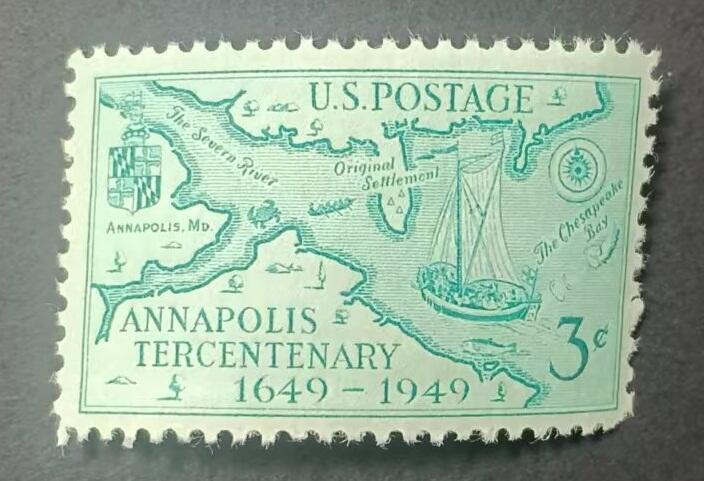 U.S. POSTAGE
The Severn River
Original
Settlement
The Chesapeake
Bay
ANNAPOLIS, MD.
ANNAPOLIS
TERCENTENARY
1649 – 1949
3¢